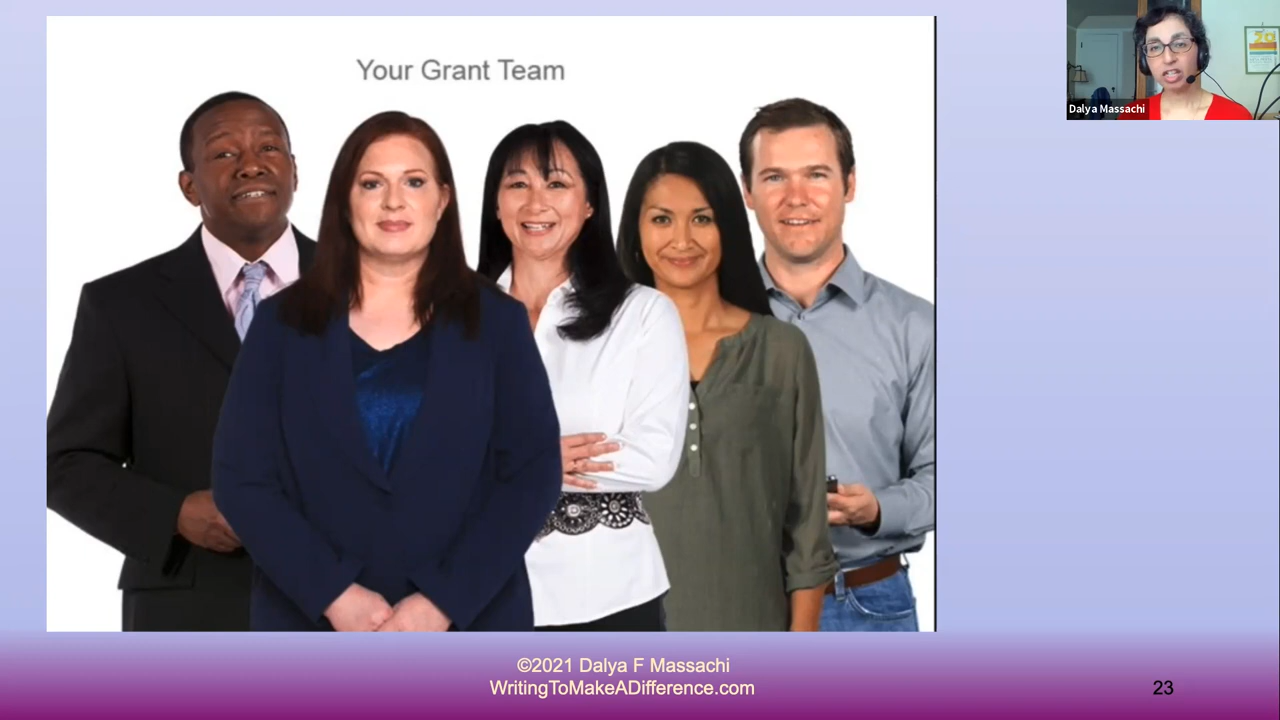 Your Grant Team
Dalya Massachi
©2021 Dalya F Massachi
WritingToMakeADifference.com
23